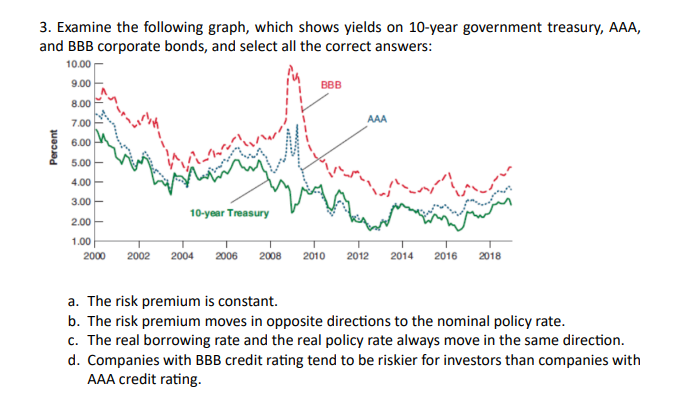 3. Examine the following graph, which shows yields on 10-year government treasury, AAA,
and BBB corporate bonds, and select all the correct answers:
10.00
9.00
8.00
7.00
6.00
5.00
4.00
3.00
2.00
1.00
Percent
BBB
AAA
10-year Treasury
2000 2002 2004 2006 2008 2010 2012 2014 2016 2018
a. The risk premium is constant.
b. The risk premium moves in opposite directions to the nominal policy rate.
c. The real borrowing rate and the real policy rate always move in the same direction.
d. Companies with BBB credit rating tend to be riskier for investors than companies with
AAA credit rating.